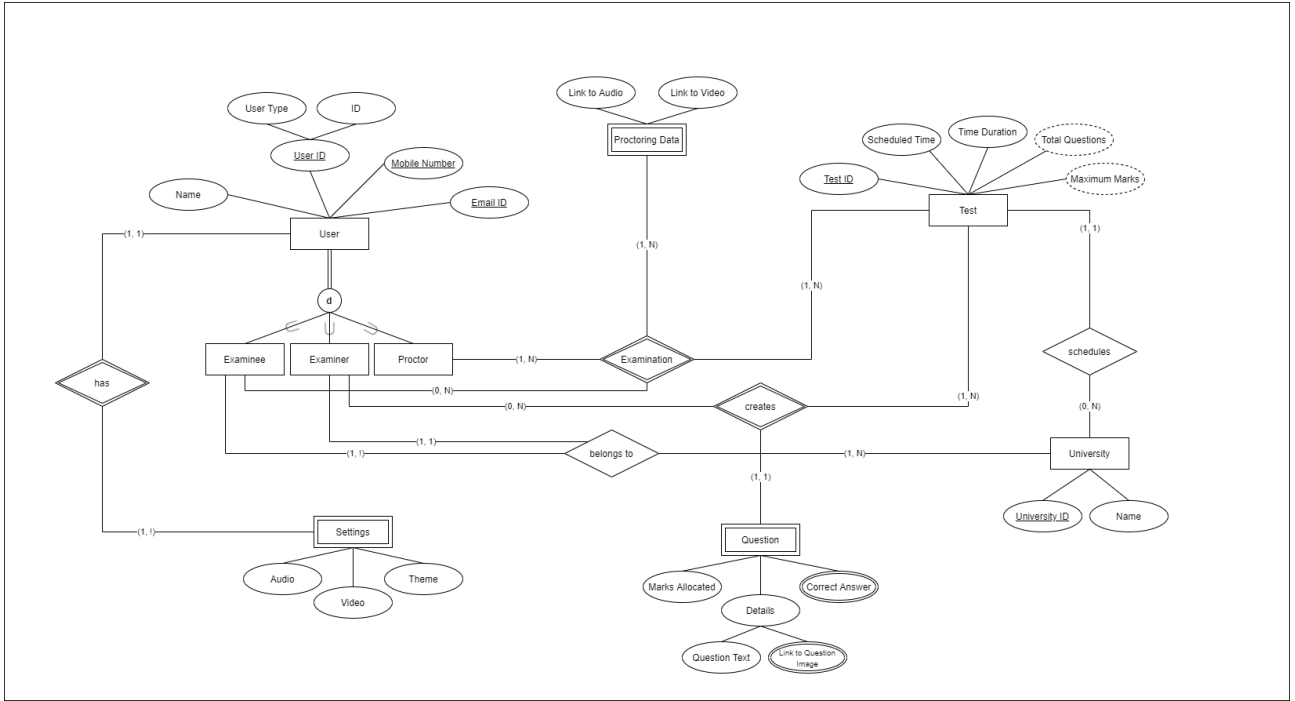 Link to Audio
Link to Video
User Type
ID
Proctoring Data
Scheduled Time
Time Duration
Total Questions
User ID
Mobile Number
Test ID
Maximum Marks
Name
Email ID
Test
User
(1, 1)
(1, 1)
(1, N)
(1, N)
d
Examinee
Examiner
Proctor
(1, N)
Examination
schedules
has
(0, N)
(1, N)
(0, N)
creates
(0, N)
(1, 1)
(1, !)
belongs to
(1, N)
University
(1, 1)
University ID
Name
(1, !)
Settings
Question
Audio
Theme
Video
Marks Allocated
Correct Answer
Details
Question Text
Link to Question
Image